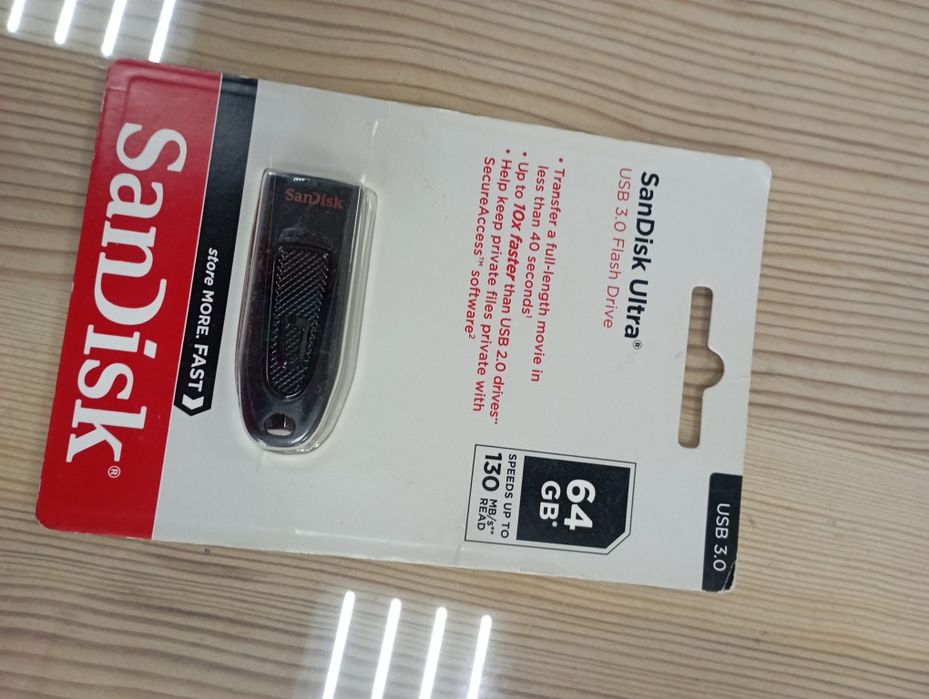 USB 3.0
SanDisk Ultra®
USB 3.0 Flash Drive
• Transfer a full-length movie in
less than 40 seconds¹
• Up to 10x faster than USB 2.0 drives**
• Help keep private files private with
SecureAccess™ software²
64
GB*
SPEEDS UP TO
130 MB/s**
READ
SanDisk
store MORE. FAST
SanDisk®